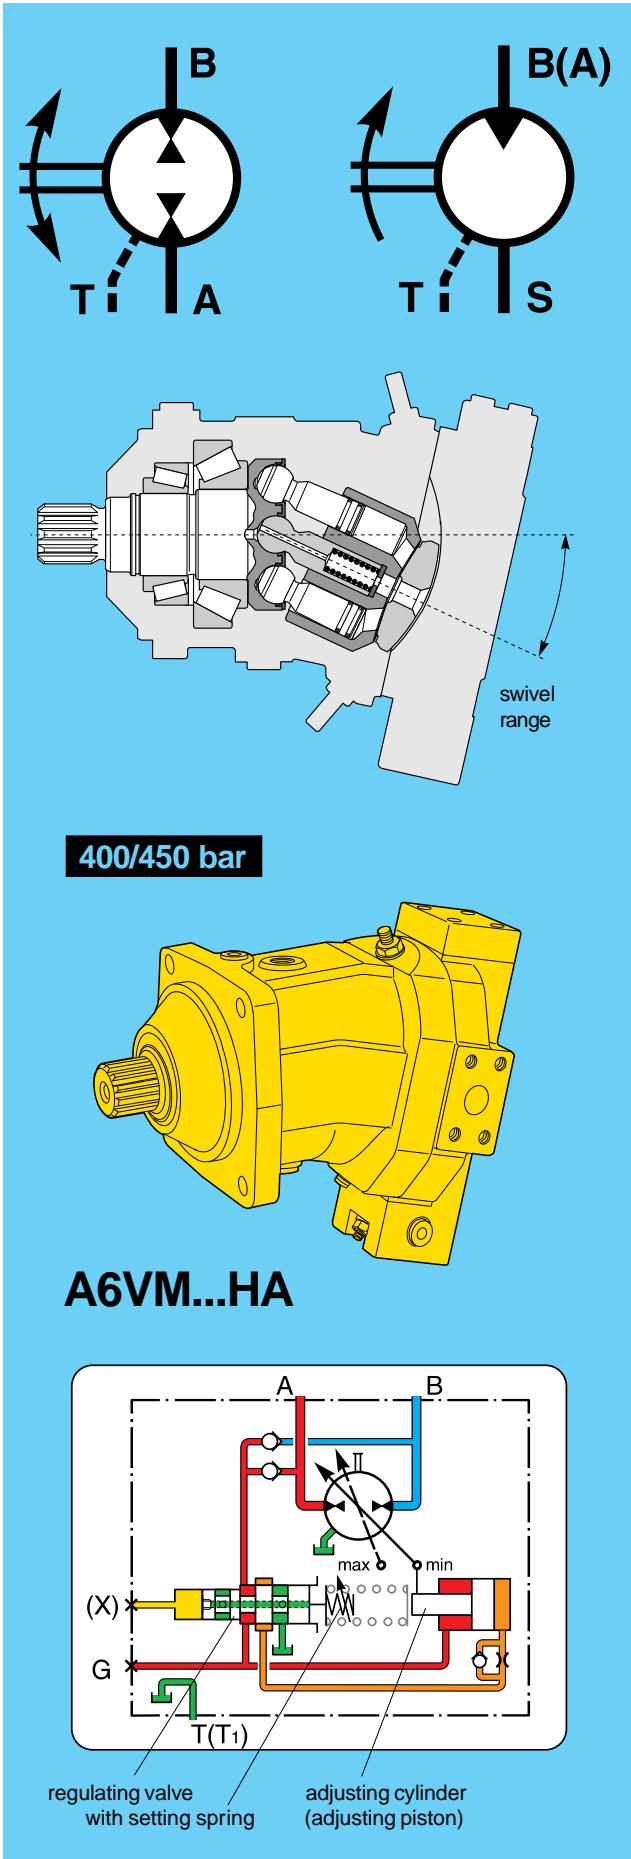 B
B(A)
T
A
T
S
swivel
range
400/450 bar
A6VM...HA
A
B
max
min
(X)
G
T(T1)
regulating valve
with setting spring
adjusting cylinder
(adjusting piston)